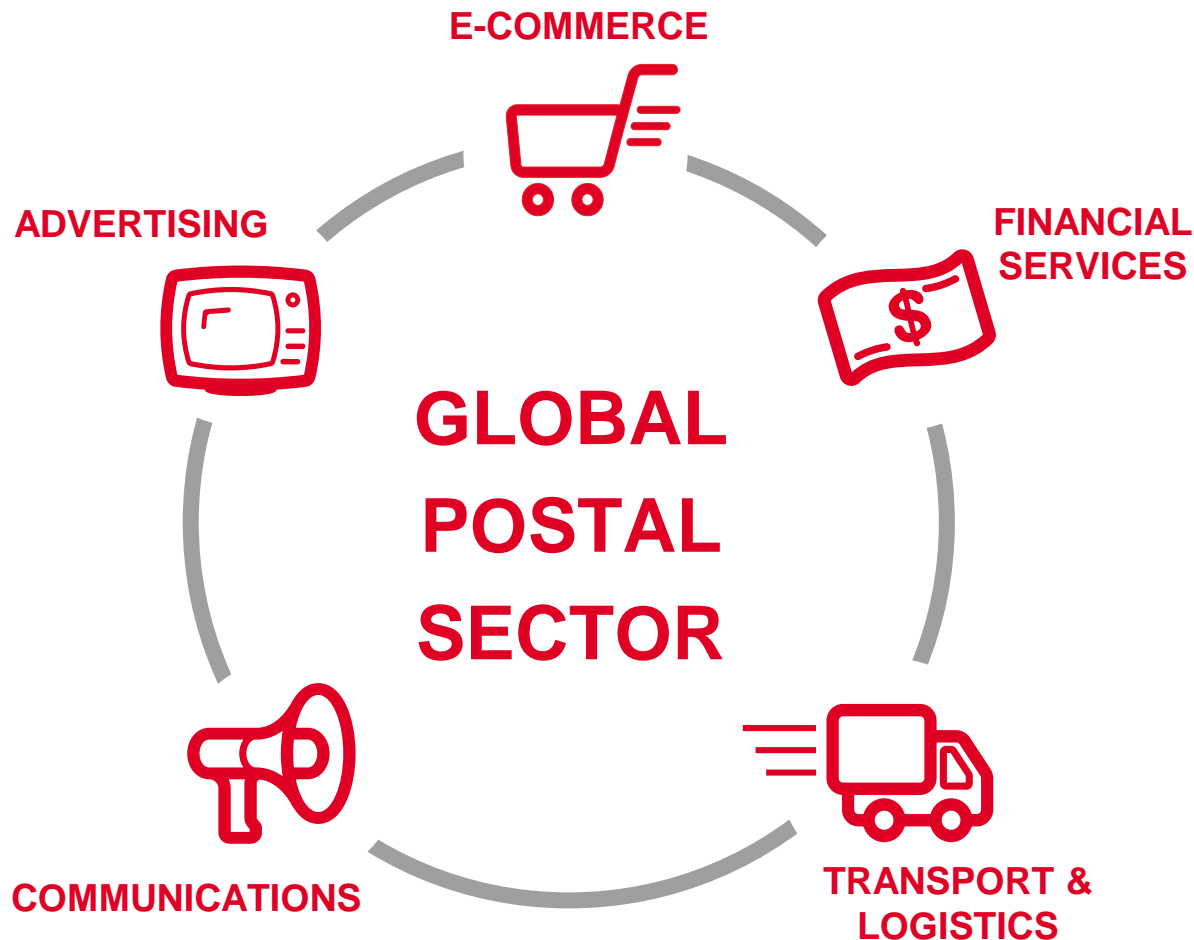 E-COMMERCE
ADVERTISING
FINANCIAL
SERVICES
$
GLOBAL
POSTAL
SECTOR
COMMUNICATIONS
TRANSPORT &
LOGISTICS